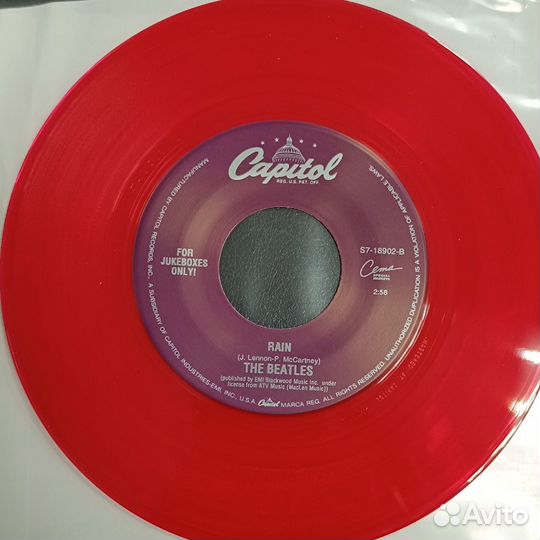 Capitol
REG. U.S. PAT. OFF.
MANUFACTURED BY CAPITOL RECORDS, INC., A SUBSIDIARY OF CAPITOL INDUSTRIES-EMI, INC., U.S.A. Capitol MARCA REG. ALL RIGHTS RESERVED. UNAUTHORIZED DUPLICATION IS A VIOLATION OF APPLICABLE LAWS.
FOR
JUKEBOXES
ONLY!
S7-18902-B
Cema
SPECIAL
MARKETS
2:58
RAIN
(J. Lennon-P. McCartney)
THE BEATLES
(published by EMI Blackwood Music Inc. under
license from ATV Music (MacLen Music))
Avito